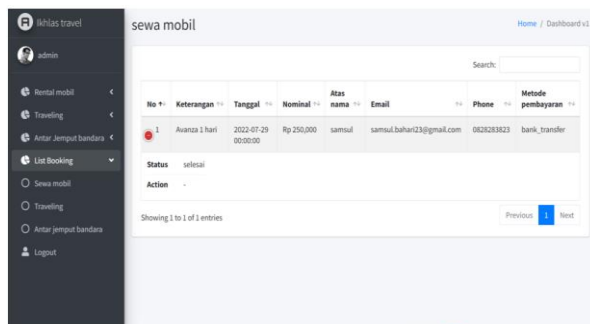 Ikhlas travel
admin
Rental mobil
Traveling
Antar Jemput bandara
List Booking
Sewa mobil
Traveling
Antar jemput bandara
Logout
sewa mobil
Home / Dashboard v1
Search:
No Keterangan Tanggal Nominal Atas nama Email Phone Metode pembayaran
1 Avanza 1 hari 2022-07-29 00:00:00 Rp 250,000 samsul samsul.bahari23@gmail.com 0828283823 bank_transfer
Status selesai
Action -
Showing 1 to 1 of 1 entries
Previous 1 Next